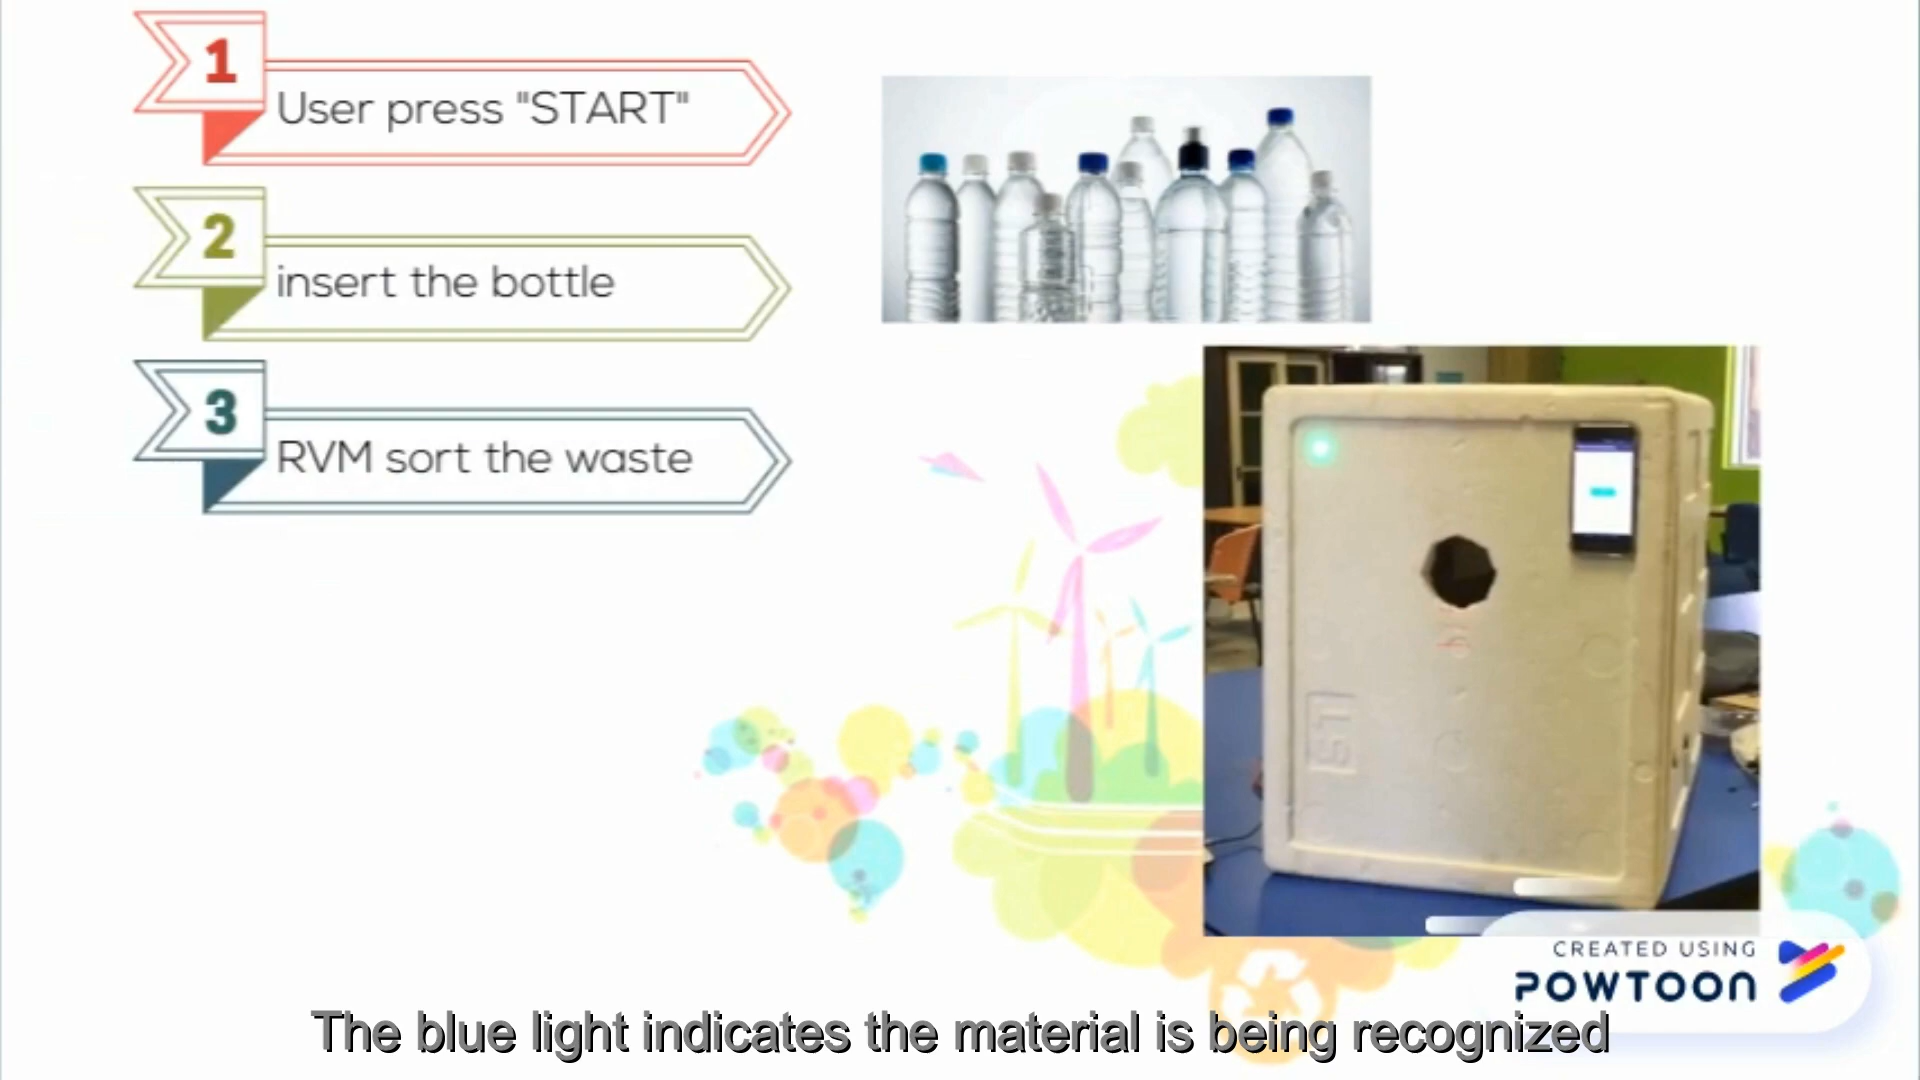 1
User press "START"
2
insert the bottle
3
RVM sort the waste
LS
CREATED USING
POWTOON
The blue light indicates the material is being recognized